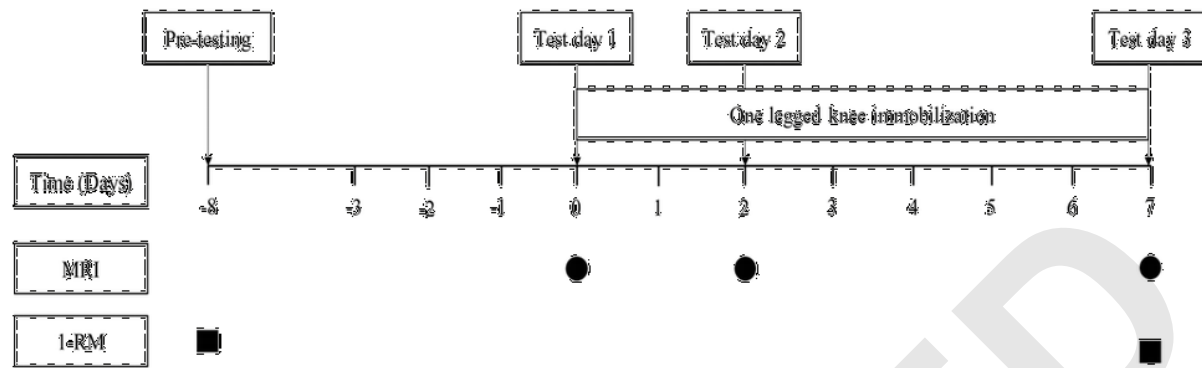 Pre-testing Test day 1 Test day 2 Test day 3
One legged knee immobilization
Time (Days) -8 -3 -2 -1 0 1 2 3 4 5 6 7
MRI
1-RM